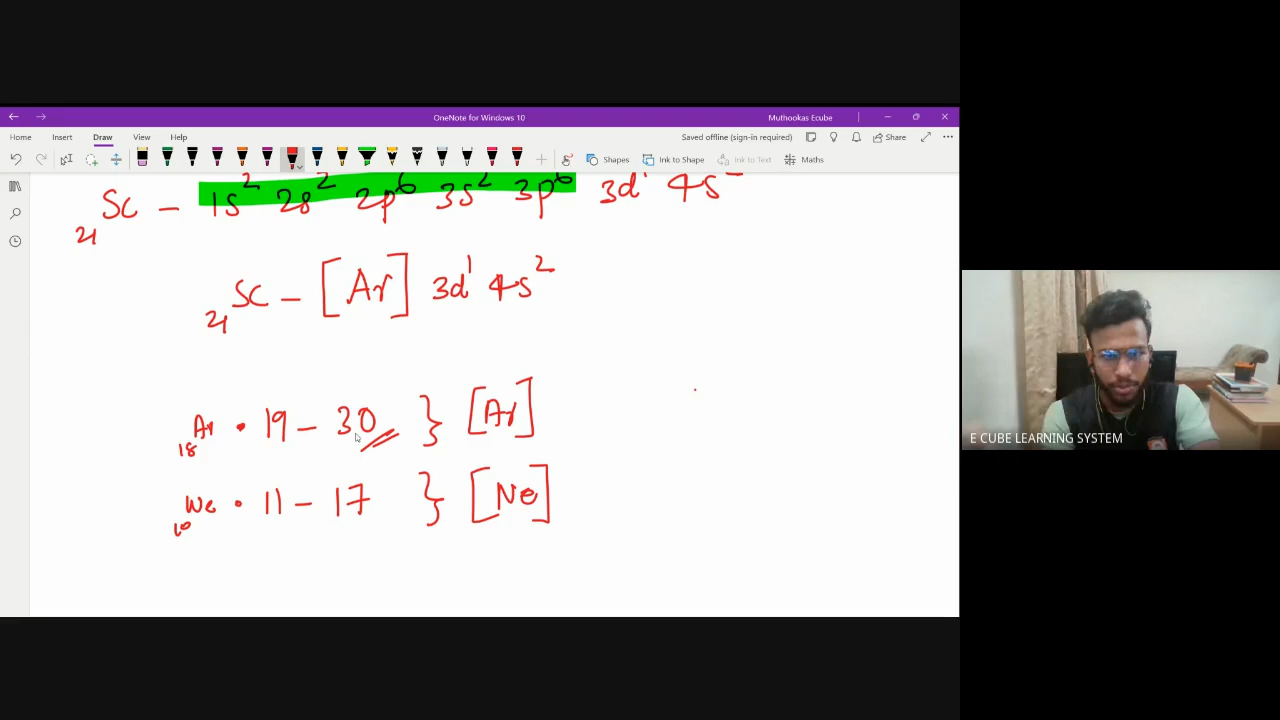 OneNote for Windows 10
Muthookas Ecube
Home Insert Draw View Help
Saved offline (sign-in required)
Share
Shapes
Ink to Shape
Ink to Text
Maths
21Sc – 1s² 2s² 2p⁶ 3s² 3p⁶ 3d¹ 4s²
21Sc – [Ar] 3d¹ 4s²
18Ar • 19 – 30 } [Ar]
10Ne • 11 – 17 } [Ne]
E CUBE LEARNING SYSTEM